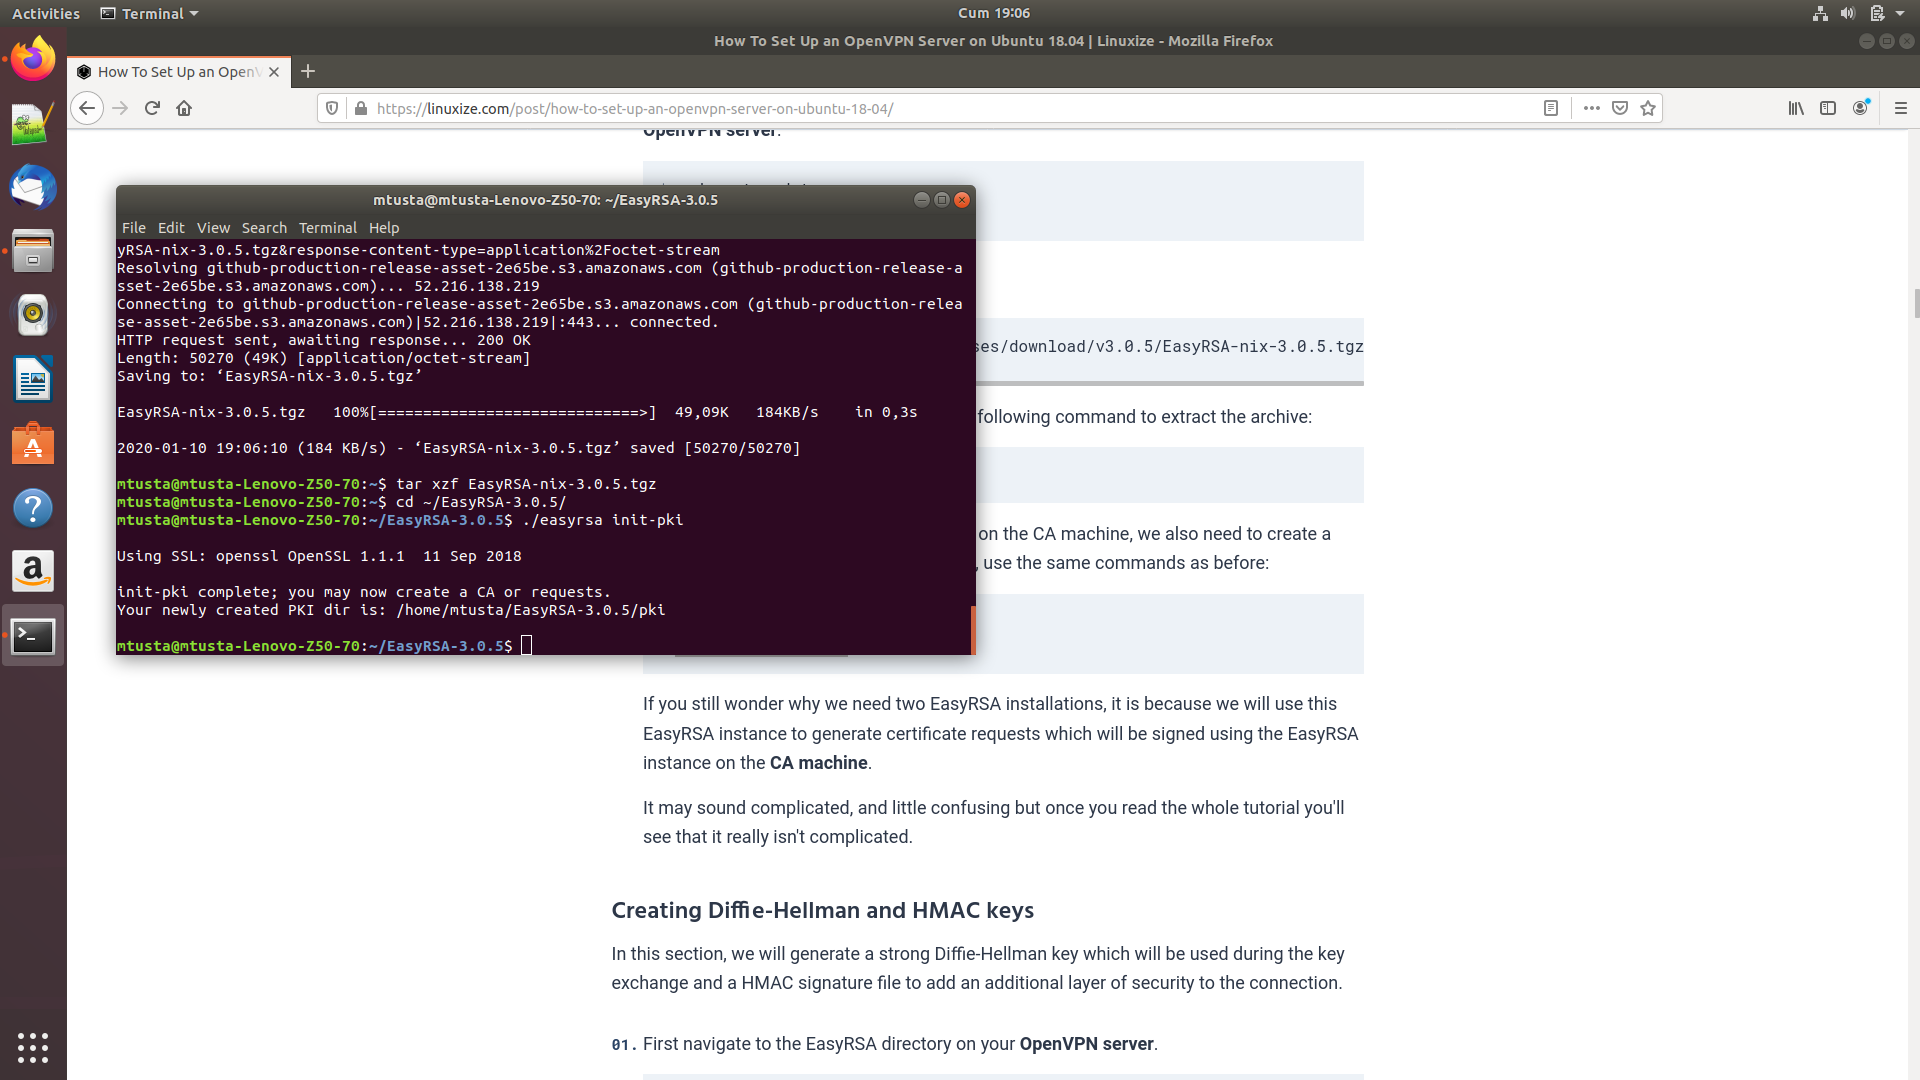 Activities
Terminal
Cum 19:06
How To Set Up an OpenVPN Server on Ubuntu 18.04 | Linuxize - Mozilla Firefox
How To Set Up an OpenV
https://linuxize.com/post/how-to-set-up-an-openvpn-server-on-ubuntu-18-04/
OpenVPN server.
mtusta@mtusta-Lenovo-Z50-70: ~/EasyRSA-3.0.5
File Edit View Search Terminal Help
yRSA-nix-3.0.5.tgz&response-content-type=application%2Foctet-stream
Resolving github-production-release-asset-2e65be.s3.amazonaws.com (github-production-release-a
sset-2e65be.s3.amazonaws.com)... 52.216.138.219
Connecting to github-production-release-asset-2e65be.s3.amazonaws.com (github-production-relea
se-asset-2e65be.s3.amazonaws.com)|52.216.138.219|:443... connected.
HTTP request sent, awaiting response... 200 OK
Length: 50270 (49K) [application/octet-stream]
Saving to: ‘EasyRSA-nix-3.0.5.tgz’
EasyRSA-nix-3.0.5.tgz   100%[=============================>]  49,09K   184KB/s    in 0,3s
2020-01-10 19:06:10 (184 KB/s) - ‘EasyRSA-nix-3.0.5.tgz’ saved [50270/50270]
mtusta@mtusta-Lenovo-Z50-70:~$ tar xzf EasyRSA-nix-3.0.5.tgz
mtusta@mtusta-Lenovo-Z50-70:~$ cd ~/EasyRSA-3.0.5/
mtusta@mtusta-Lenovo-Z50-70:~/EasyRSA-3.0.5$ ./easyrsa init-pki
Using SSL: openssl OpenSSL 1.1.1  11 Sep 2018
init-pki complete; you may now create a CA or requests.
Your newly created PKI dir is: /home/mtusta/EasyRSA-3.0.5/pki
mtusta@mtusta-Lenovo-Z50-70:~/EasyRSA-3.0.5$
ses/download/v3.0.5/EasyRSA-nix-3.0.5.tgz
following command to extract the archive:
on the CA machine, we also need to create a
, use the same commands as before:
If you still wonder why we need two EasyRSA installations, it is because we will use this
EasyRSA instance to generate certificate requests which will be signed using the EasyRSA
instance on the CA machine.
It may sound complicated, and little confusing but once you read the whole tutorial you'll
see that it really isn't complicated.
Creating Diffie-Hellman and HMAC keys
In this section, we will generate a strong Diffie-Hellman key which will be used during the key
exchange and a HMAC signature file to add an additional layer of security to the connection.
01. First navigate to the EasyRSA directory on your OpenVPN server.